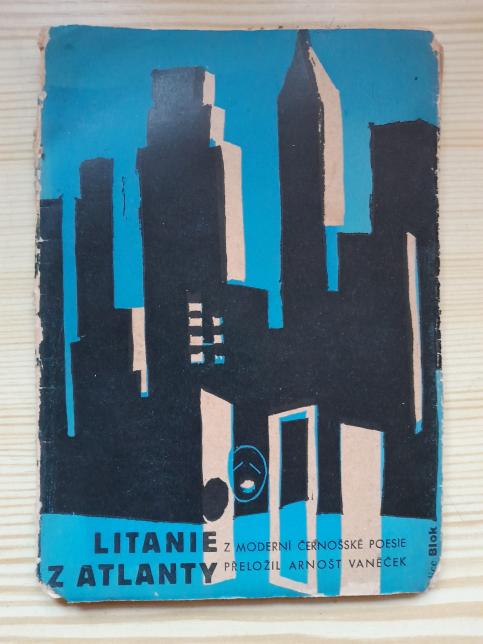 LITANIE
Z ATLANTY
Z MODERNÍ ČERNOŠSKÉ POESIE
PŘELOŽIL ARNOŠT VANĚČEK
Blok